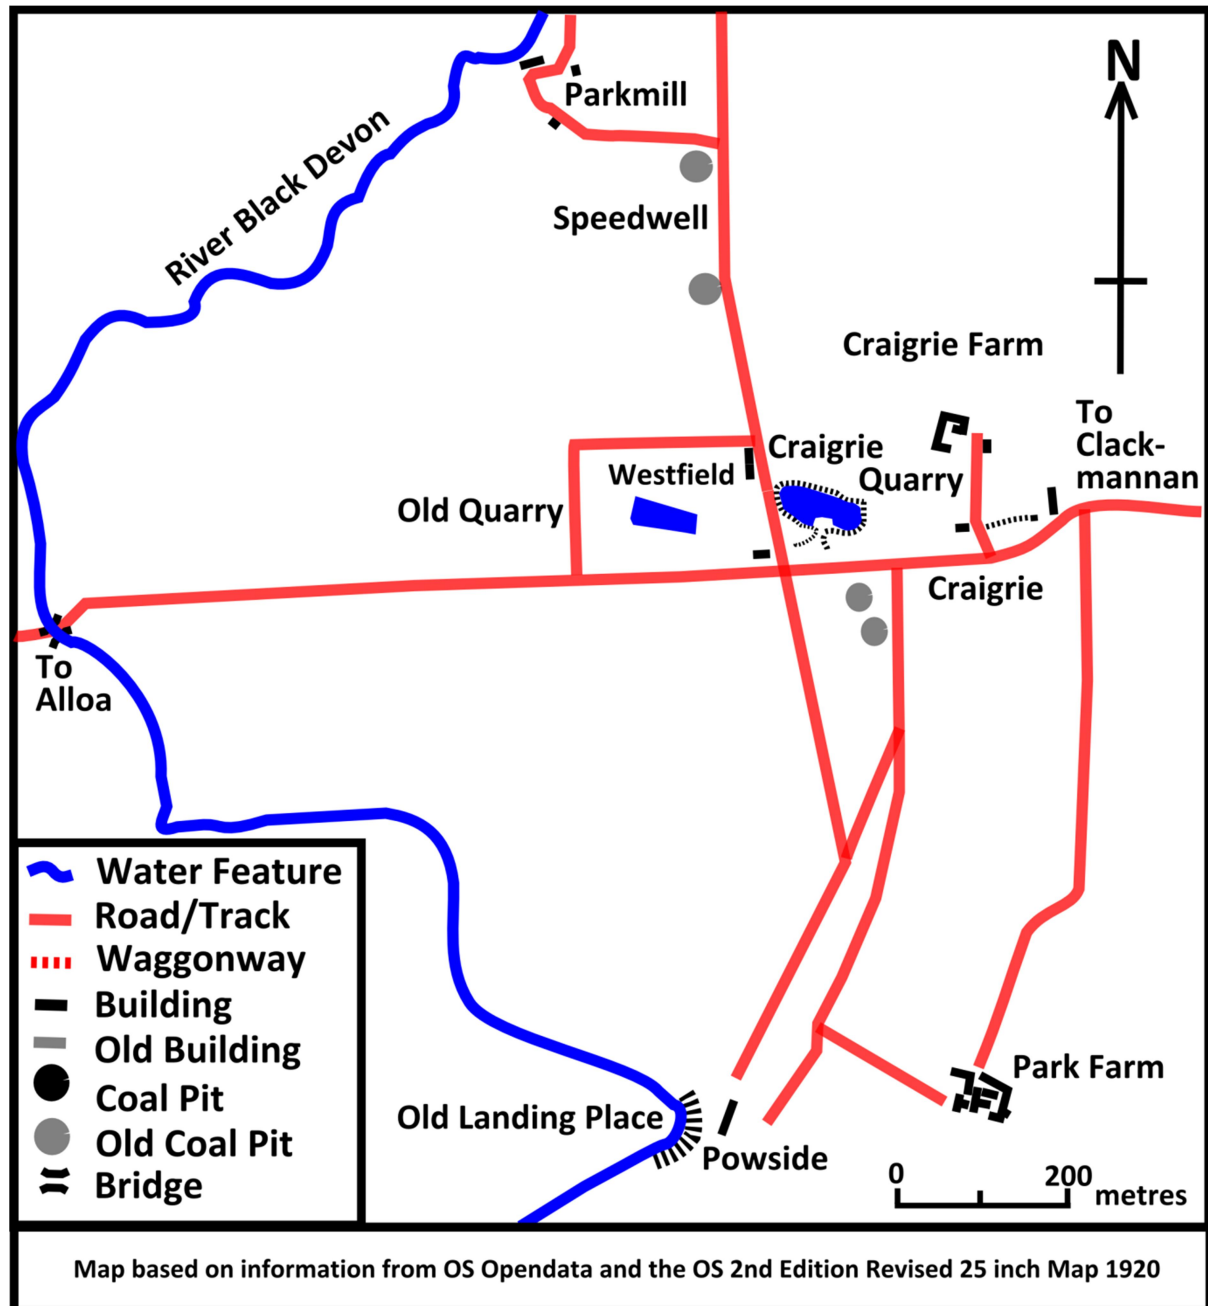 N
Parkmill
River Black Devon
Speedwell
Craigrie Farm
To
Clack-
mannan
Craigrie
Quarry
Westfield
Old Quarry
Craigrie
To
Alloa
Water Feature
Road/Track
Waggonway
Building
Old Building
Coal Pit
Old Coal Pit
Bridge
Park Farm
Old Landing Place
Powside
0 200
metres
Map based on information from OS Opendata and the OS 2nd Edition Revised 25 inch Map 1920